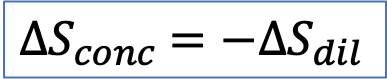 ΔS_conc = −ΔS_dil